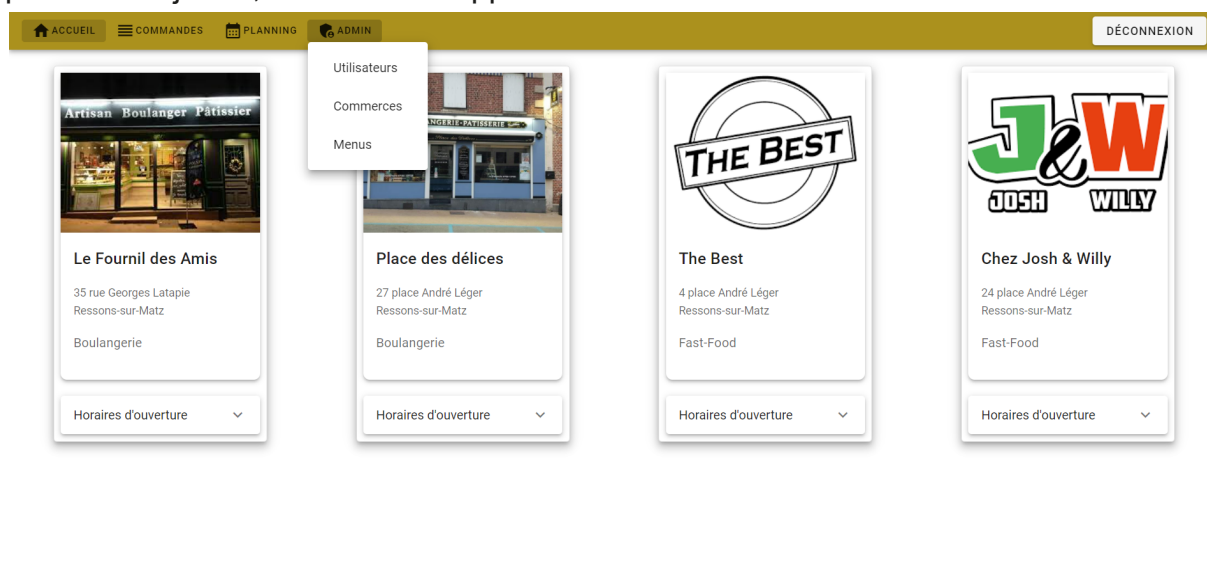 ACCUEIL
COMMANDES
PLANNING
ADMIN
DÉCONNEXION
Utilisateurs
Commerces
Menus
Artisan Boulanger Pâtissier
NGERIE-PATISSERIE
THE BEST
J&W
JOSH WILLY
Le Fournil des Amis
35 rue Georges Latapie
Ressons-sur-Matz
Boulangerie
Horaires d'ouverture
Place des délices
27 place André Léger
Ressons-sur-Matz
Boulangerie
Horaires d'ouverture
The Best
4 place André Léger
Ressons-sur-Matz
Fast-Food
Horaires d'ouverture
Chez Josh & Willy
24 place André Léger
Ressons-sur-Matz
Fast-Food
Horaires d'ouverture